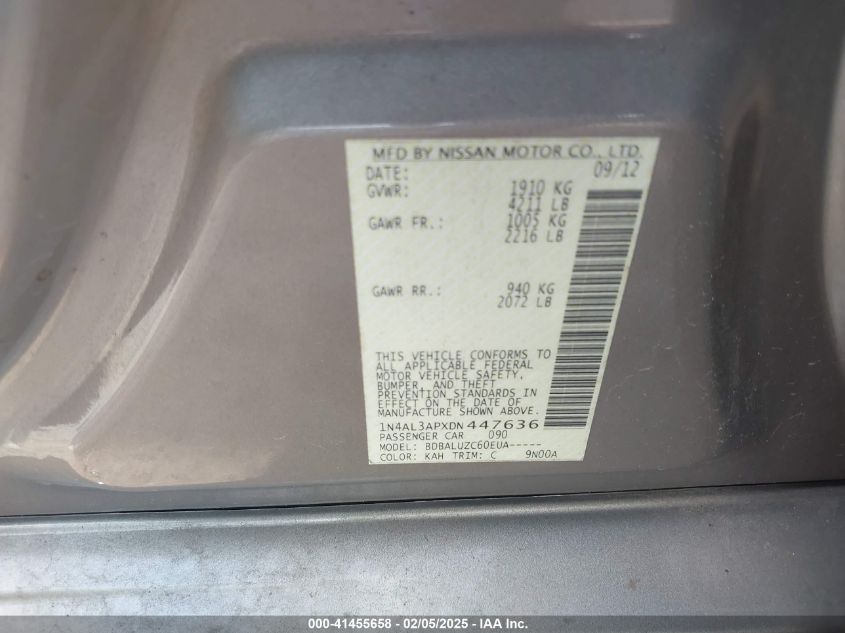 MFD BY NISSAN MOTOR CO., LTD.
DATE: 09/12
GVWR: 1910 KG
4211 LB
GAWR FR.: 1005 KG
2216 LB
GAWR RR.: 940 KG
2072 LB
THIS VEHICLE CONFORMS TO
ALL APPLICABLE FEDERAL
MOTOR VEHICLE SAFETY,
BUMPER, AND THEFT
PREVENTION STANDARDS IN
EFFECT ON THE DATE OF
MANUFACTURE SHOWN ABOVE.
1N4AL3APXDN447636
PASSENGER CAR 090
MODEL: BDBALUZC60EUA-----
COLOR: KAH TRIM: C 9N00A
000-41455658 - 02/05/2025 - IAA Inc.